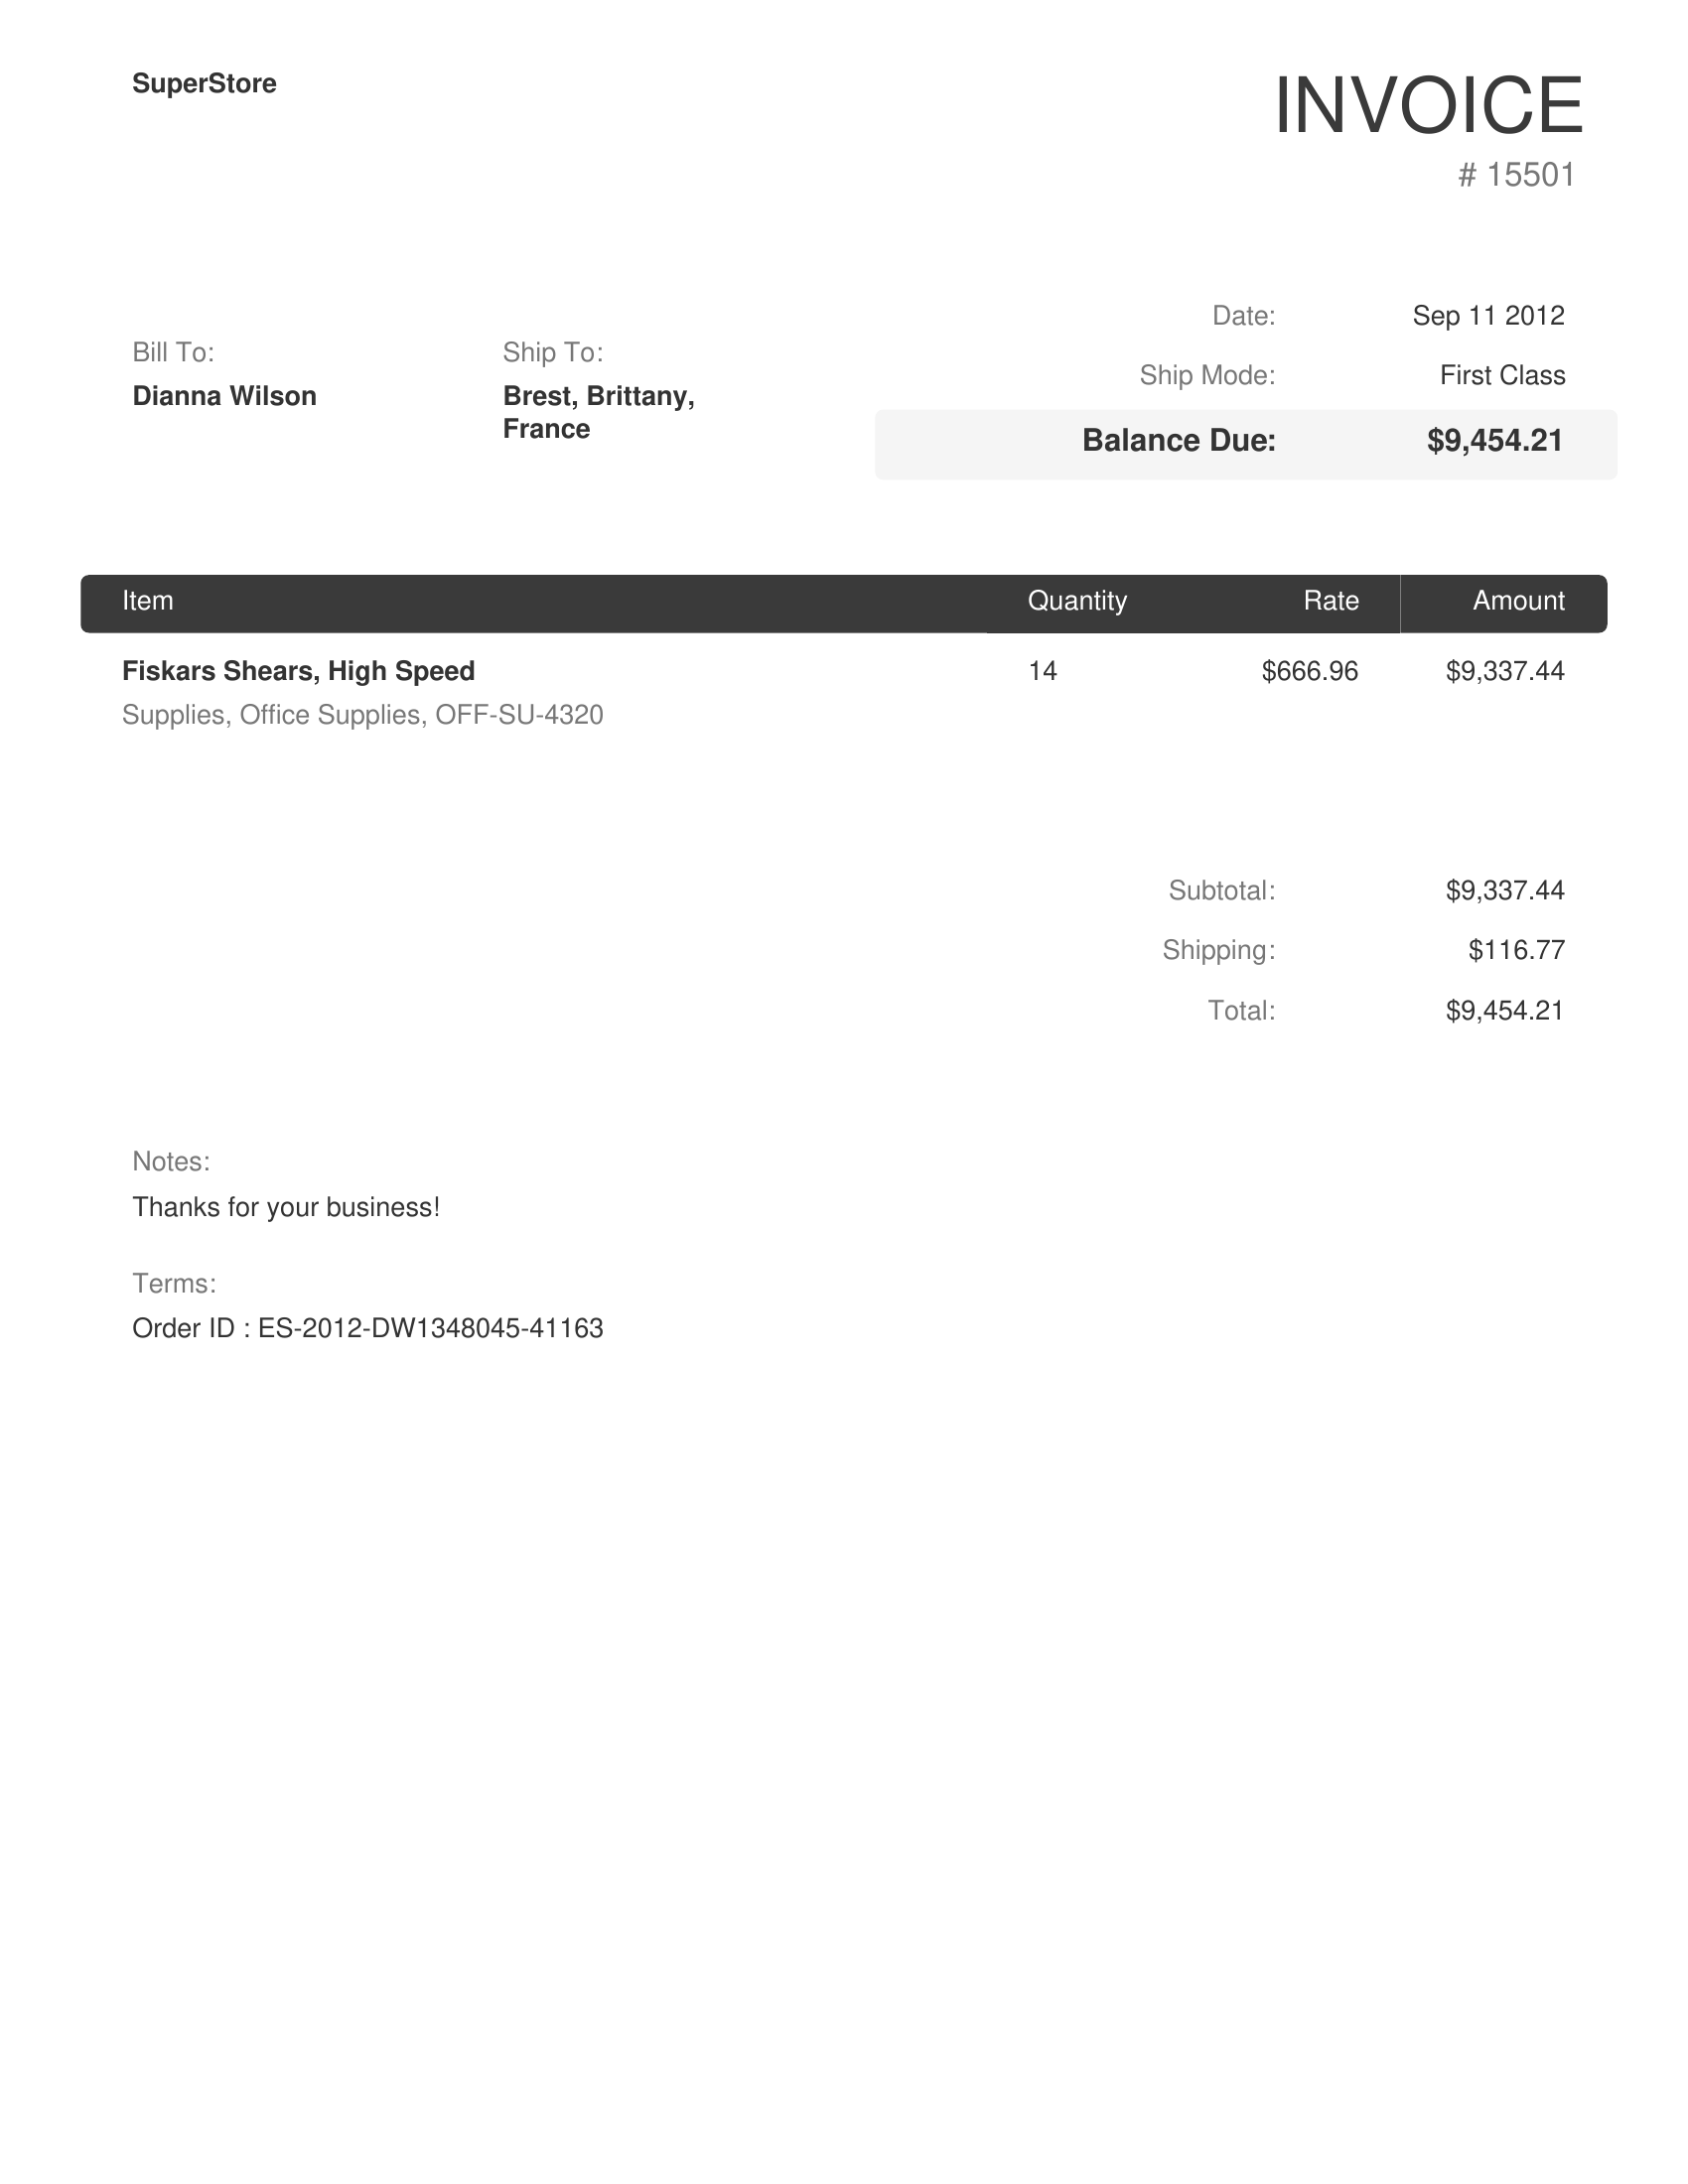 SuperStore
INVOICE
# 15501
Date: Sep 11 2012
Ship Mode: First Class
Balance Due: $9,454.21
Bill To:
Dianna Wilson
Ship To:
Brest, Brittany,
France
Item Quantity Rate Amount
Fiskars Shears, High Speed 14 $666.96 $9,337.44
Supplies, Office Supplies, OFF-SU-4320
Subtotal: $9,337.44
Shipping: $116.77
Total: $9,454.21
Notes:
Thanks for your business!
Terms:
Order ID : ES-2012-DW1348045-41163